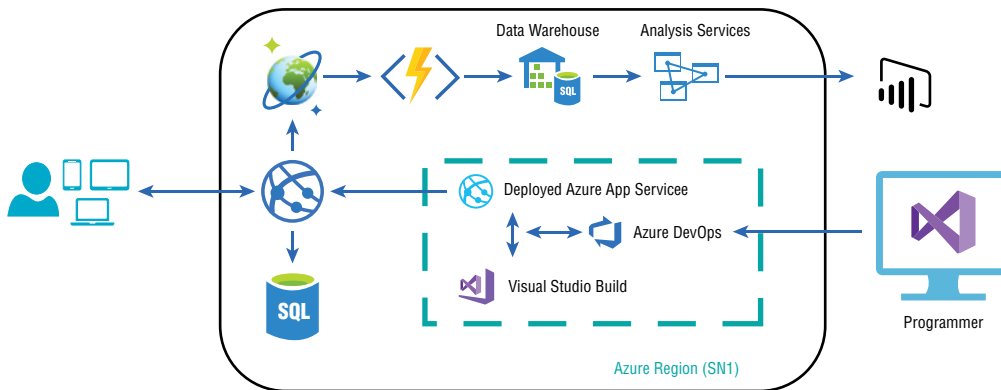 Data Warehouse
Analysis Services
SQL
Deployed Azure App Servicee
Azure DevOps
Visual Studio Build
SQL
Programmer
Azure Region (SN1)